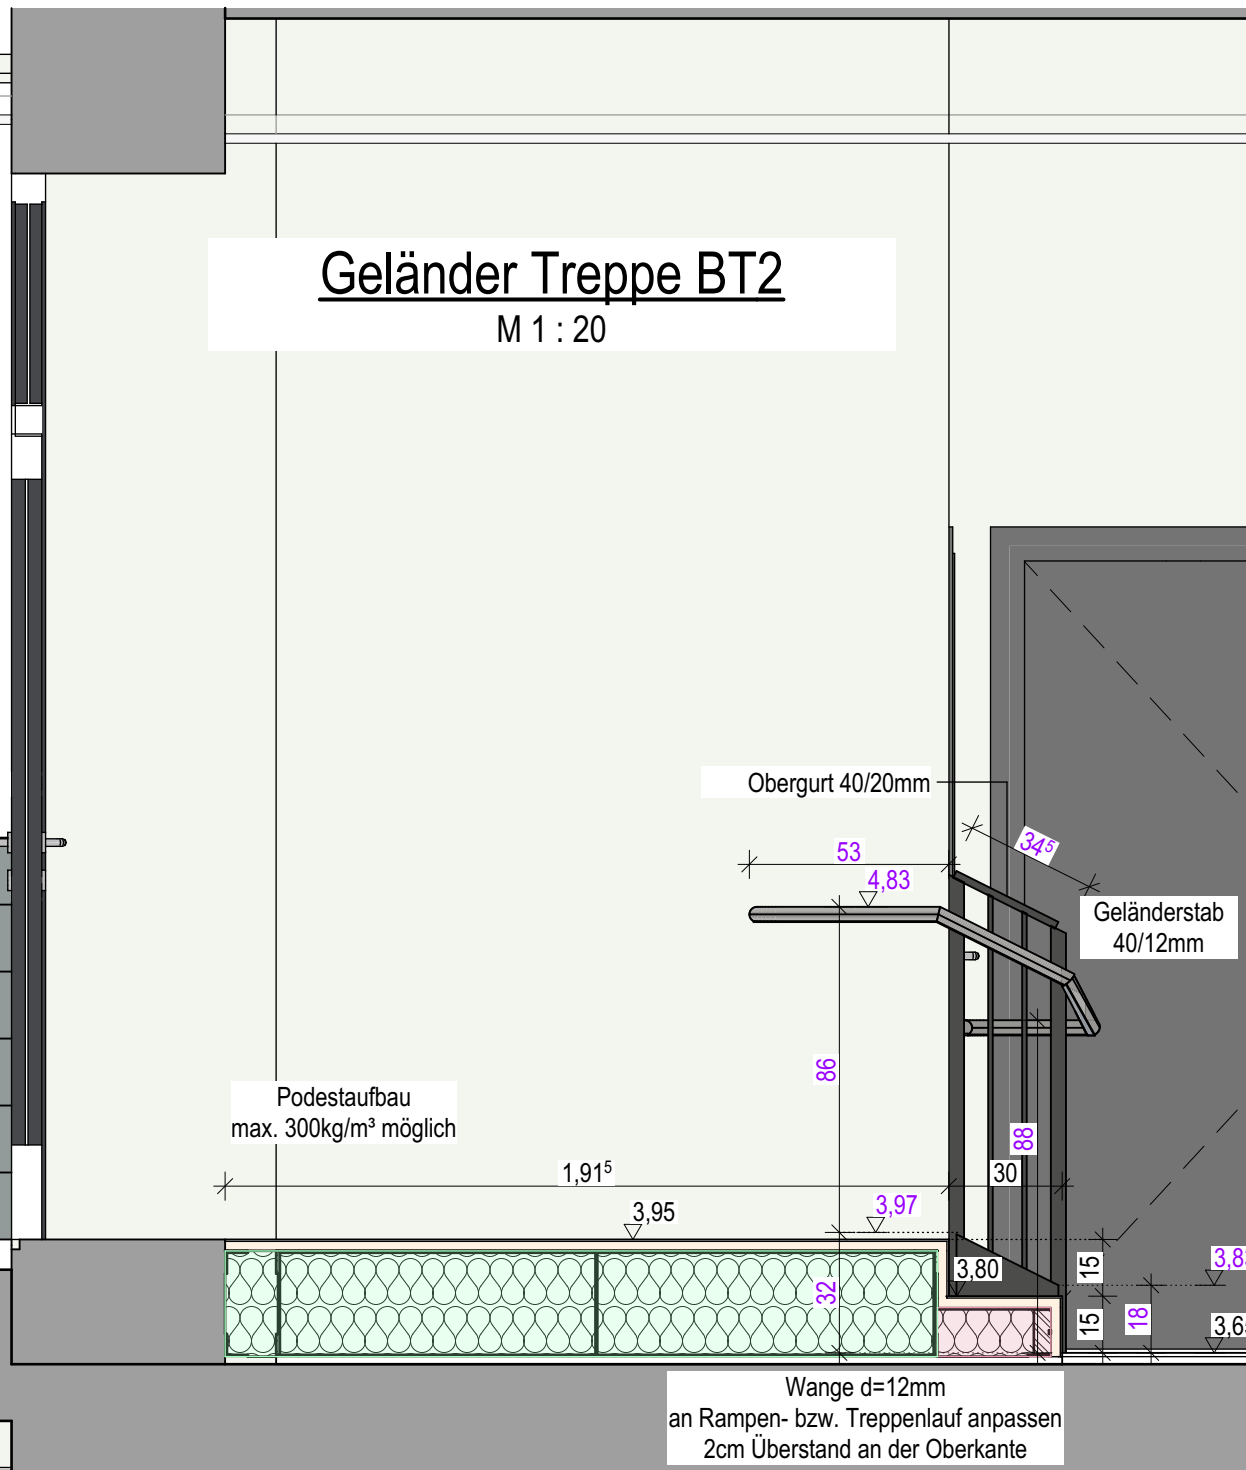 Geländer Treppe BT2
M 1 : 20
Obergurt 40/20mm
34⁵
53
4,83
Geländerstab
40/12mm
86
Podestaufbau
max. 300kg/m³ möglich
88
1,91⁵
30
3,95
3,97
3,80
15
32
15
18
Wange d=12mm
an Rampen- bzw. Treppenlauf anpassen
2cm Überstand an der Oberkante